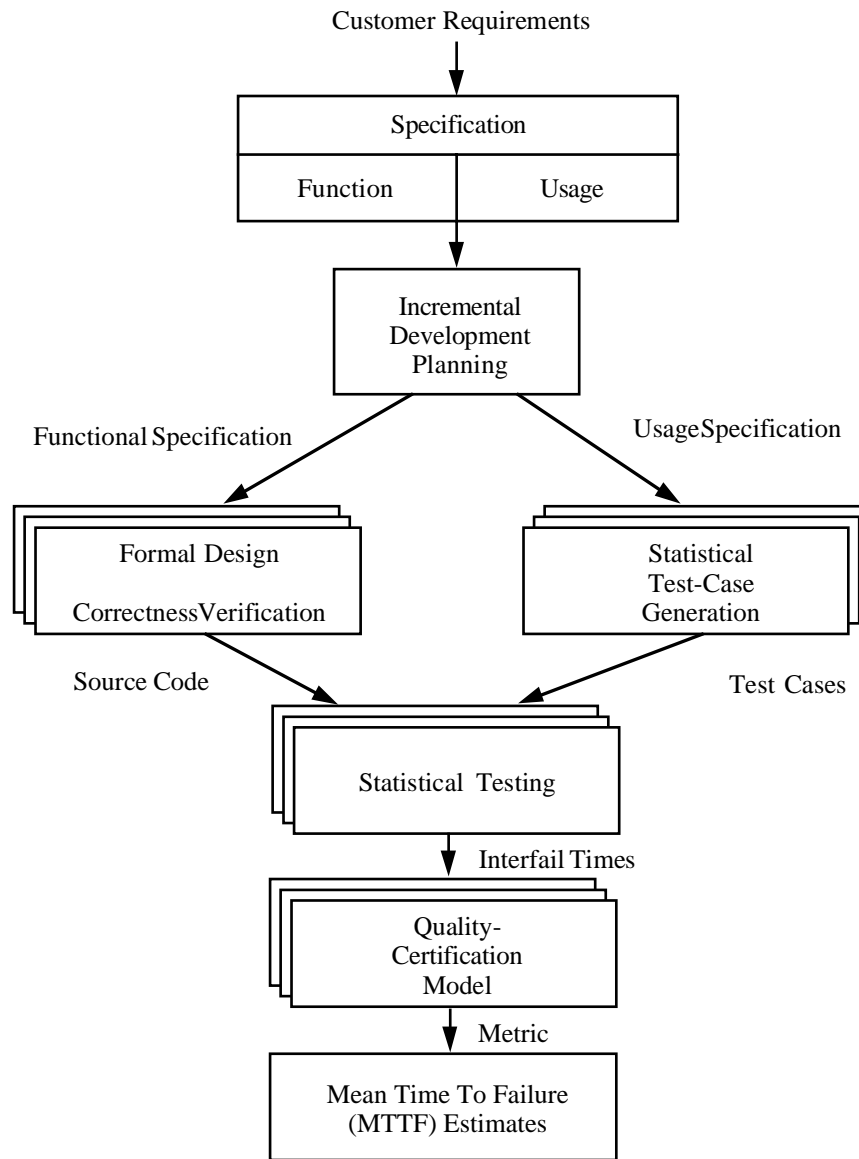 Customer Requirements
Specification
Function
Usage
Incremental
Development
Planning
Functional Specification
UsageSpecification
Formal Design
CorrectnessVerification
Statistical
Test-Case
Generation
Source Code
Test Cases
Statistical Testing
Interfail Times
Quality-
Certification
Model
Metric
Mean Time To Failure
(MTTF) Estimates